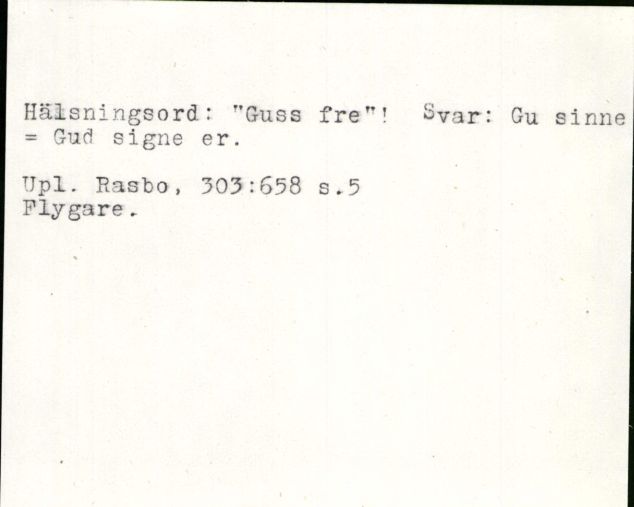 Hälsningsord: "Guss fre"! Svar: Gu sinne
= Gud signe er.
Upl. Rasbo, 303:658 s.5
Flygare.